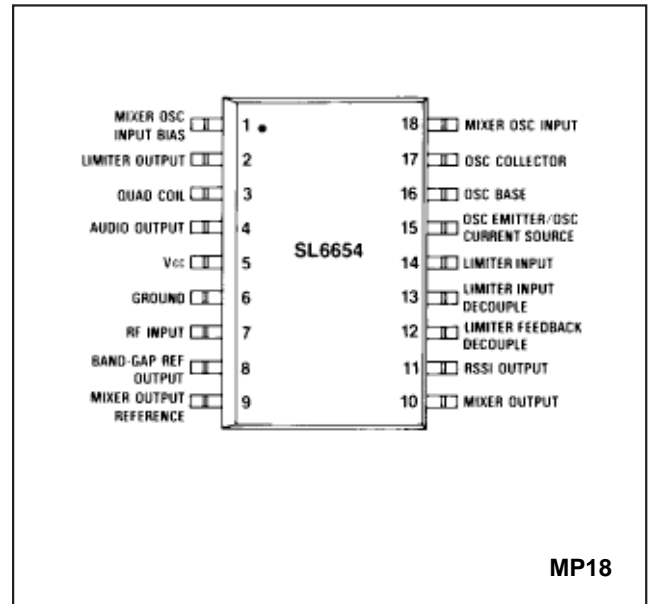 MIXER OSC
INPUT BIAS
LIMITER OUTPUT
QUAD COIL
AUDIO OUTPUT
Vcc
GROUND
RF INPUT
BAND-GAP REF
OUTPUT
MIXER OUTPUT
REFERENCE
1
2
3
4
5
6
7
8
9
SL6654
18
17
16
15
14
13
12
11
10
MIXER OSC INPUT
OSC COLLECTOR
OSC BASE
OSC EMITTER/OSC
CURRENT SOURCE
LIMITER INPUT
LIMITER INPUT
DECOUPLE
LIMITER FEEDBACK
DECOUPLE
RSSI OUTPUT
MIXER OUTPUT
MP18